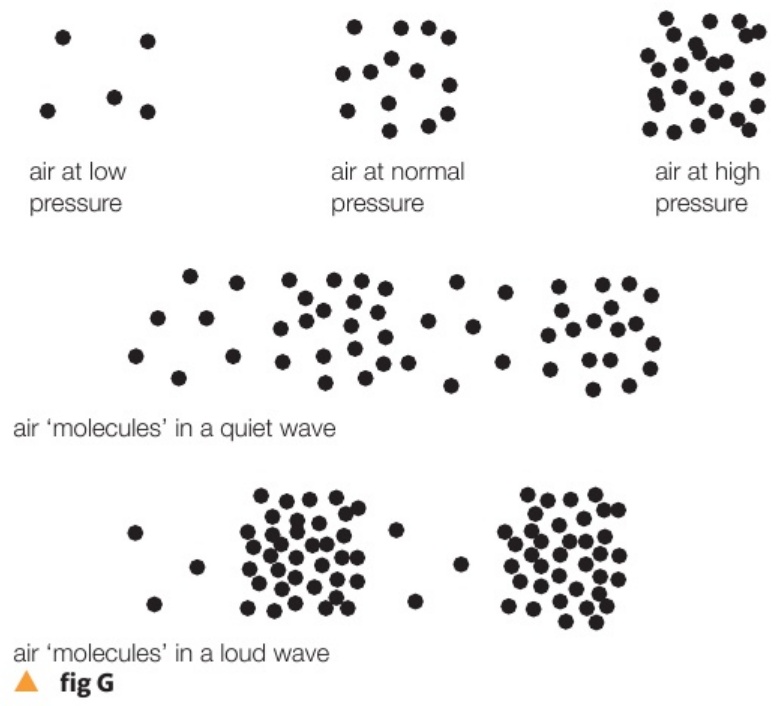 air at low
pressure
air at normal
pressure
air at high
pressure
air ‘molecules’ in a quiet wave
air ‘molecules’ in a loud wave
fig G